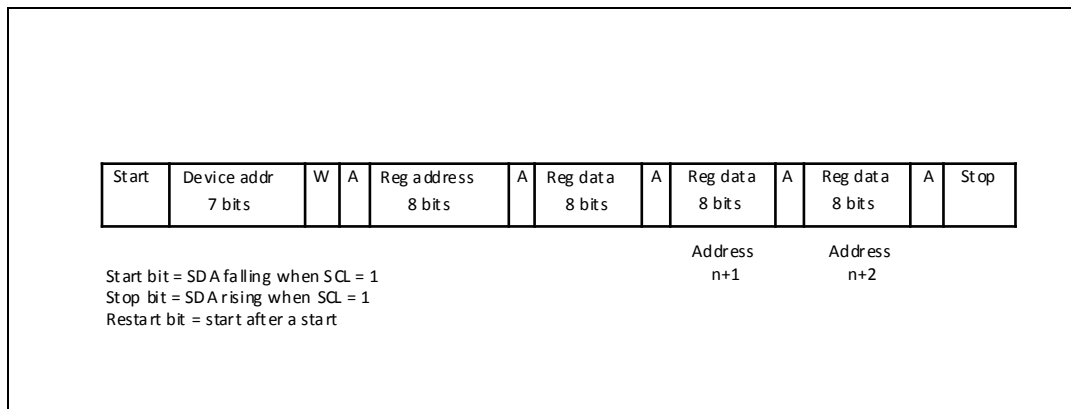 Start Device addr W A Reg address A Reg data A Reg data A Reg data A Stop
7 bits 8 bits 8 bits 8 bits 8 bits
Address Address
n+1 n+2
Start bit = SDA falling when SCL = 1
Stop bit = SDA rising when SCL = 1
Restart bit = start after a start